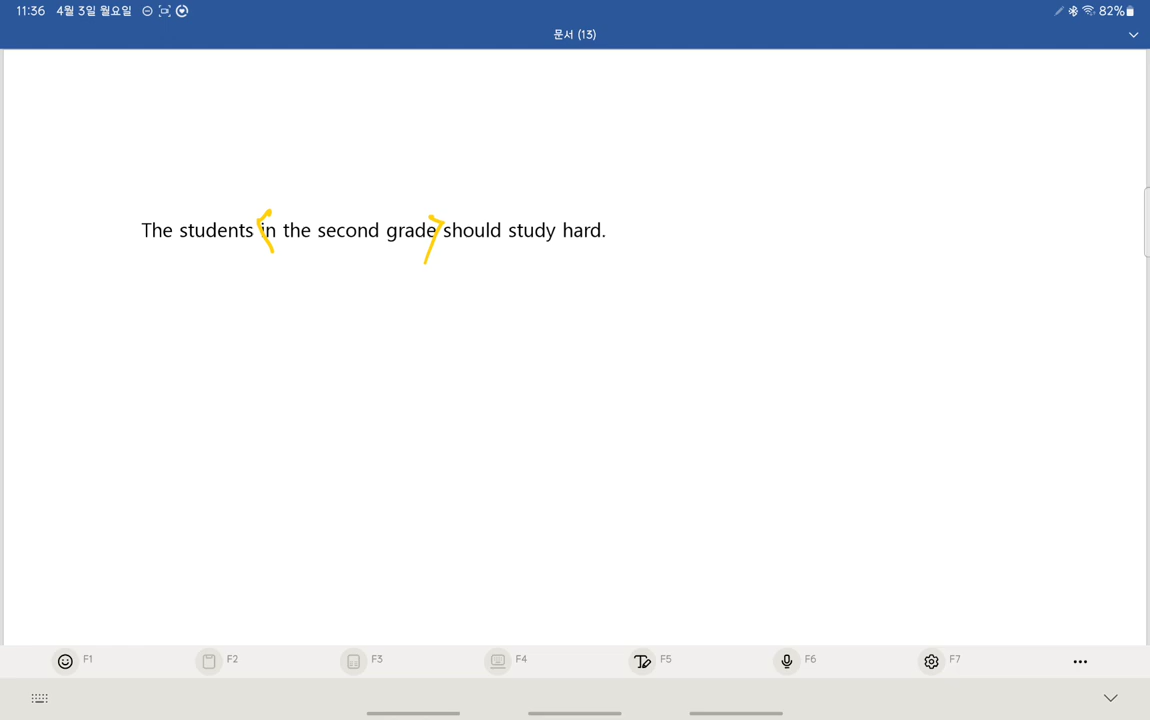 11:36 4월 3일 월요일 82%
문서 (13)
The students in the second grade should study hard.
F1 F2 F3 F4 F5 F6 F7